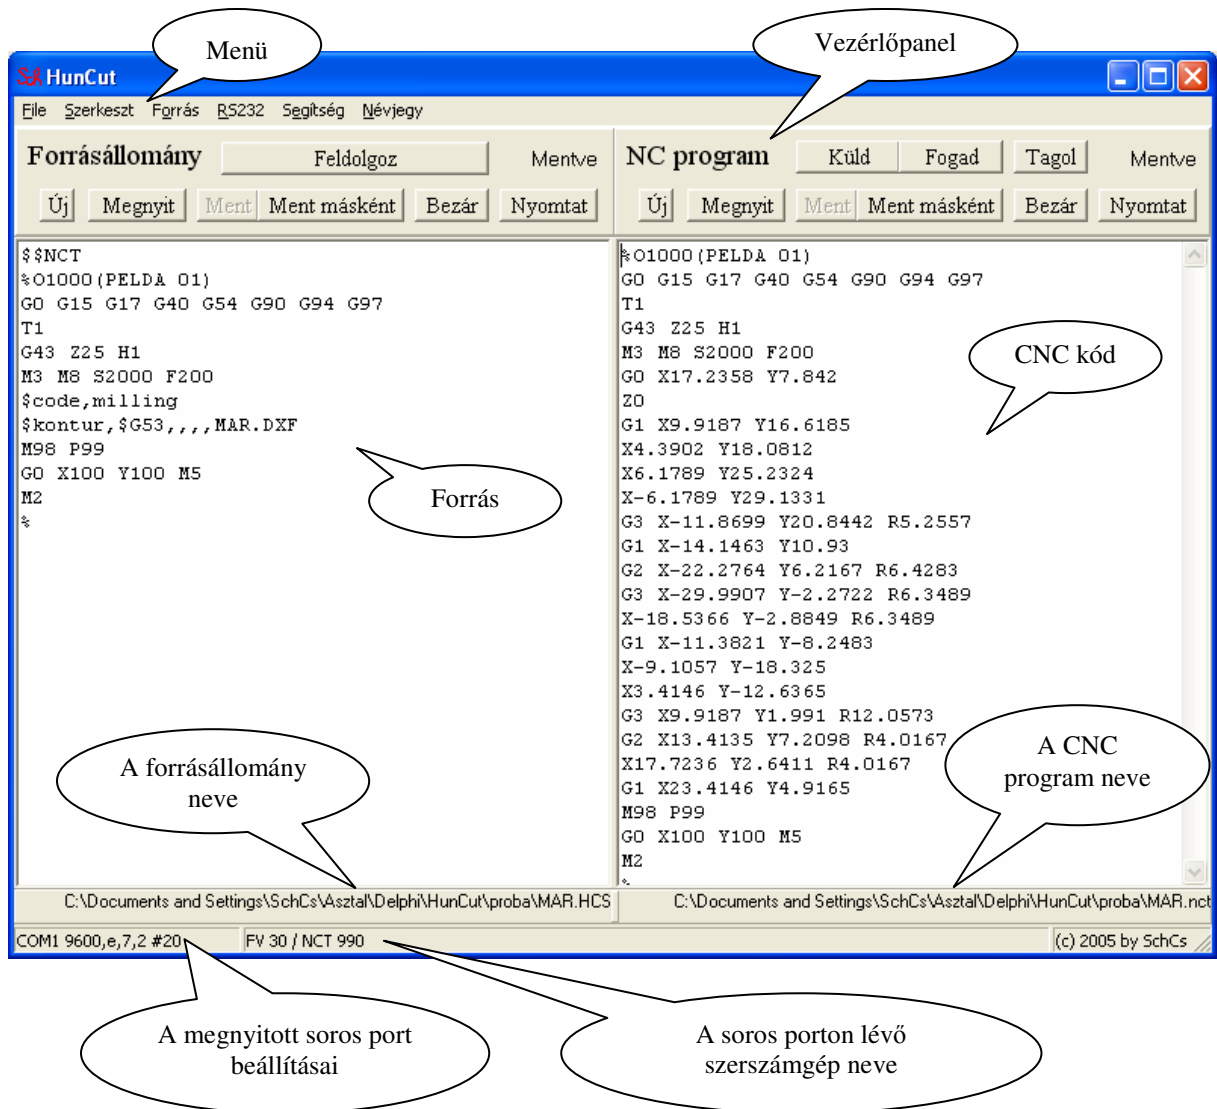 Menü
Vezérlőpanel
SA HunCut
File Szerkeszt Forrás RS232 Segítség Névjegy
Forrásállomány Feldolgoz Mentve
Új Megnyit Ment Ment másként Bezár Nyomtat
NC program Küld Fogad Tagol Mentve
Új Megnyit Ment Ment másként Bezár Nyomtat
$$NCT
%O1000(PELDA 01)
G0 G15 G17 G40 G54 G90 G94 G97
T1
G43 Z25 H1
M3 M8 S2000 F200
$code,milling
$kontur,$G53,,,,MAR.DXF
M98 P99
G0 X100 Y100 M5
M2
%
Forrás
%O1000(PELDA 01)
G0 G15 G17 G40 G54 G90 G94 G97
T1
G43 Z25 H1
M3 M8 S2000 F200
G0 X17.2358 Y7.842
Z0
G1 X9.9187 Y16.6185
X4.3902 Y18.0812
X6.1789 Y25.2324
X-6.1789 Y29.1331
G3 X-11.8699 Y20.8442 R5.2557
G1 X-14.1463 Y10.93
G2 X-22.2764 Y6.2167 R6.4283
G3 X-29.9907 Y-2.2722 R6.3489
X-18.5366 Y-2.8849 R6.3489
G1 X-11.3821 Y-8.2483
X-9.1057 Y-18.325
X3.4146 Y-12.6365
G3 X9.9187 Y1.991 R12.0573
G2 X13.4135 Y7.2098 R4.0167
X17.7236 Y2.6411 R4.0167
G1 X23.4146 Y4.9165
M98 P99
G0 X100 Y100 M5
M2
%
CNC kód
A forrásállomány
neve
A CNC
program neve
C:\Documents and Settings\SchCs\Asztal\Delphi\HunCut\proba\MAR.HCS
C:\Documents and Settings\SchCs\Asztal\Delphi\HunCut\proba\MAR.nct
COM1 9600,e,7,2 #20 FV 30 / NCT 990 (c) 2005 by SchCs
A megnyitott soros port
beállításai
A soros porton lévő
szerszámgép neve